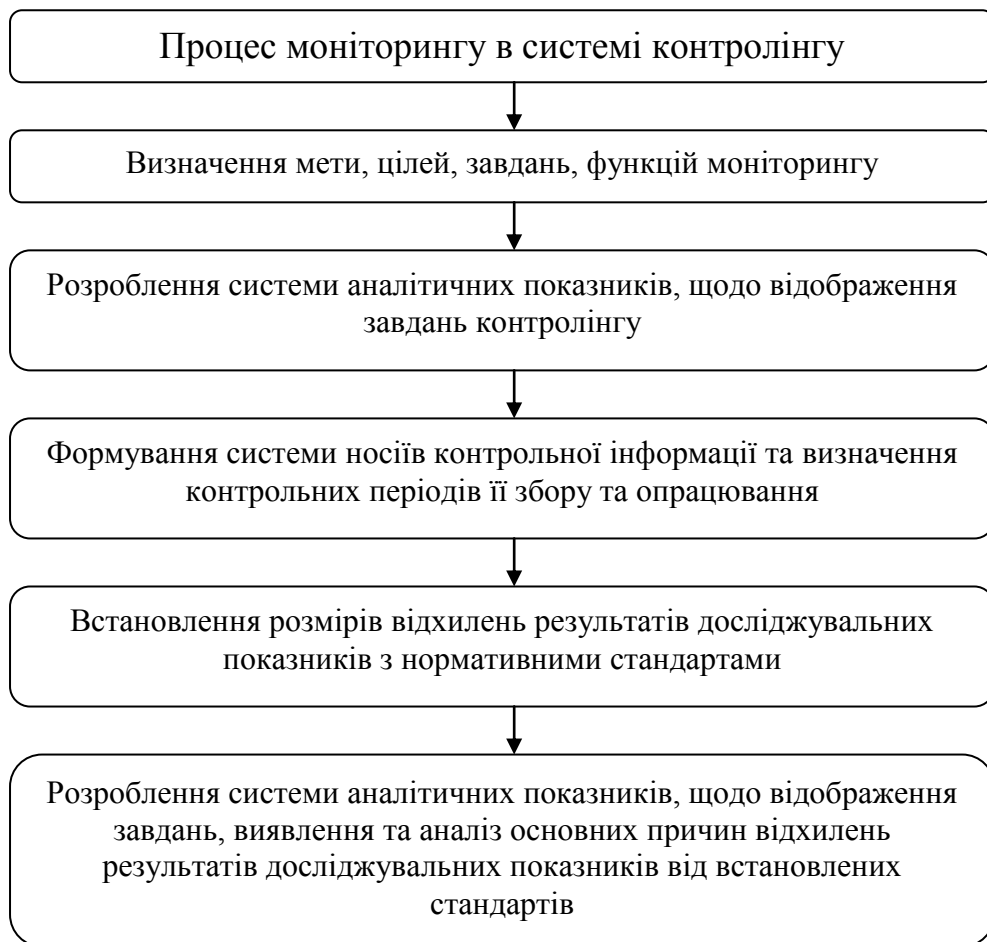 Процес моніторингу в системі контролінгу
Визначення мети, цілей, завдань, функцій моніторингу
Розроблення системи аналітичних показників, щодо відображення
завдань контролінгу
Формування системи носіїв контрольної інформації та визначення
контрольних періодів її збору та опрацювання
Встановлення розмірів відхилень результатів досліджувальних
показників з нормативними стандартами
Розроблення системи аналітичних показників, щодо відображення
завдань, виявлення та аналіз основних причин відхилень
результатів досліджувальних показників від встановлених
стандартів